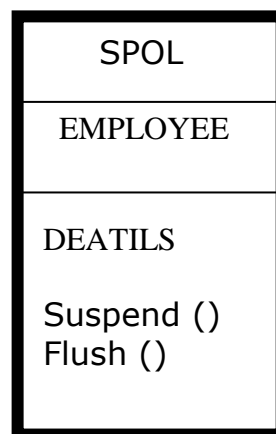 SPOL
EMPLOYEE
DEATILS
Suspend ()
Flush ()